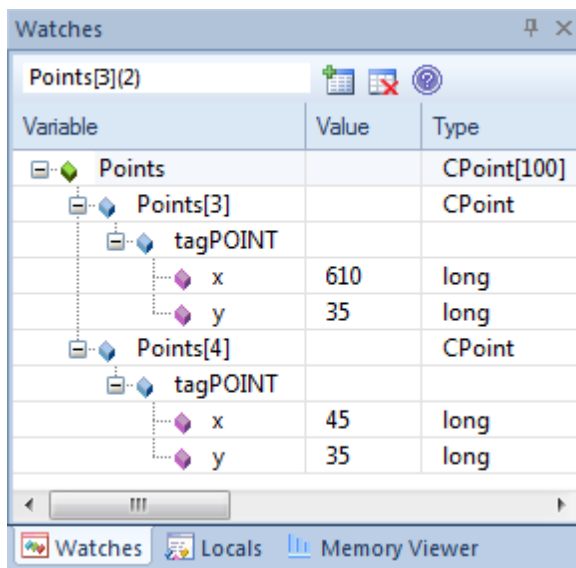 Watches
Points[3](2)
Variable Value Type
Points CPoint[100]
Points[3] CPoint
tagPOINT
x 610 long
y 35 long
Points[4] CPoint
tagPOINT
x 45 long
y 35 long
Watches Locals Memory Viewer